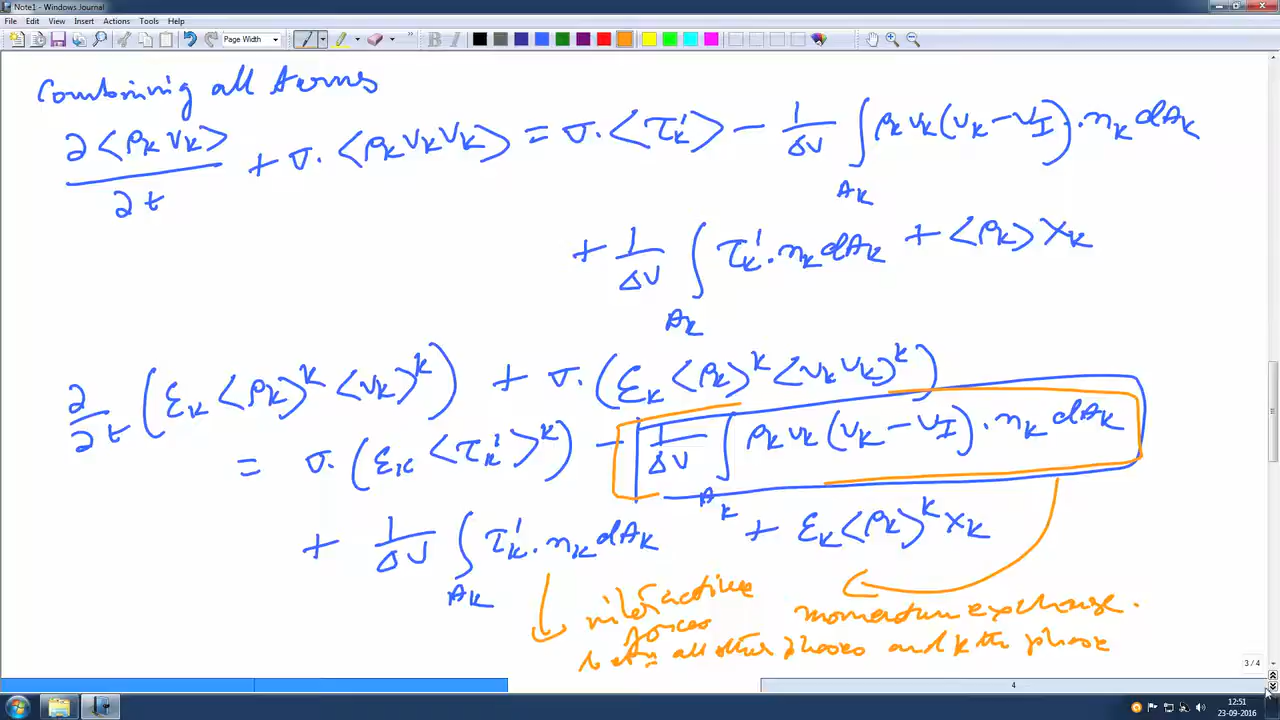 Note1 - Windows Journal
File Edit View Insert Actions Tools Help
Page Width
B I
Combining all terms
∂⟨ρk vk⟩/∂t + ∇.⟨ρk vk vk⟩ = ∇.⟨τk'⟩ − 1/ΔV ∫Ak ρk vk (vk − vI).nk dAk
+ 1/ΔV ∫Ak τk'.nk dAk + ⟨ρk⟩ Xk
∂/∂t (εk ⟨ρk⟩^k ⟨vk⟩^k) + ∇.(εk ⟨ρk⟩^k ⟨vk vk⟩^k)
= ∇.(εk ⟨τk'⟩^k) − 1/ΔV ∫Ak ρk vk (vk − vI).nk dAk
+ 1/ΔV ∫Ak τk'.nk dAk + εk ⟨ρk⟩^k Xk
interactive
forces
momentum exchange.
betn all other phases and kth phase
3 / 4
4
12:51
23-09-2016